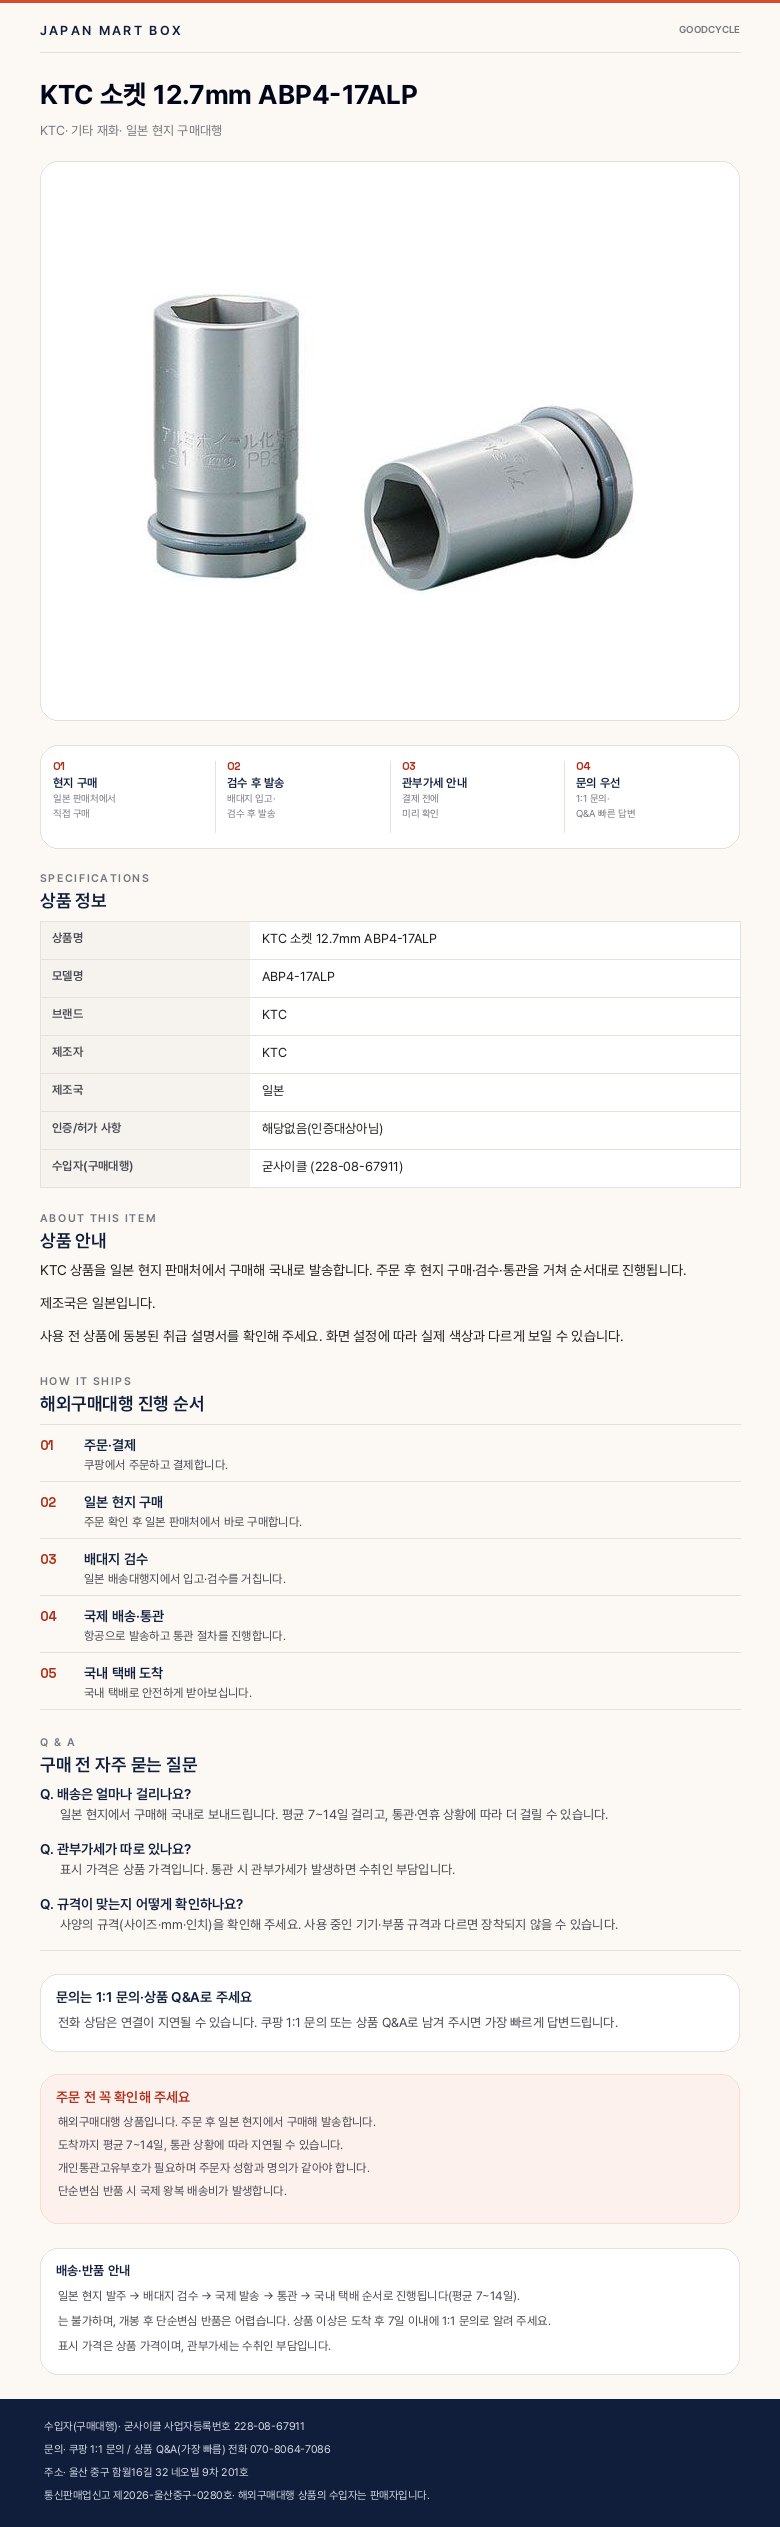 JAPAN MART BOX
GOODCYCLE
KTC 소켓 12.7mm ABP4-17ALP
KTC· 기타 재화· 일본 현지 구매대행
アルミホイール化
21 KTC PB3
01
현지 구매
일본 판매처에서
직접 구매
02
검수 후 발송
배대지 입고·
검수 후 발송
03
관부가세 안내
결제 전에
미리 확인
04
문의 우선
1:1 문의·
Q&A 빠른 답변
SPECIFICATIONS
상품 정보
상품명 KTC 소켓 12.7mm ABP4-17ALP
모델명 ABP4-17ALP
브랜드 KTC
제조자 KTC
제조국 일본
인증/허가 사항 해당없음(인증대상아님)
수입자(구매대행) 굳사이클 (228-08-67911)
ABOUT THIS ITEM
상품 안내
KTC 상품을 일본 현지 판매처에서 구매해 국내로 발송합니다. 주문 후 현지 구매·검수·통관을 거쳐 순서대로 진행됩니다.
제조국은 일본입니다.
사용 전 상품에 동봉된 취급 설명서를 확인해 주세요. 화면 설정에 따라 실제 색상과 다르게 보일 수 있습니다.
HOW IT SHIPS
해외구매대행 진행 순서
01 주문·결제
쿠팡에서 주문하고 결제합니다.
02 일본 현지 구매
주문 확인 후 일본 판매처에서 바로 구매합니다.
03 배대지 검수
일본 배송대행지에서 입고·검수를 거칩니다.
04 국제 배송·통관
항공으로 발송하고 통관 절차를 진행합니다.
05 국내 택배 도착
국내 택배로 안전하게 받아보십니다.
Q & A
구매 전 자주 묻는 질문
Q. 배송은 얼마나 걸리나요?
일본 현지에서 구매해 국내로 보내드립니다. 평균 7~14일 걸리고, 통관·연휴 상황에 따라 더 걸릴 수 있습니다.
Q. 관부가세가 따로 있나요?
표시 가격은 상품 가격입니다. 통관 시 관부가세가 발생하면 수취인 부담입니다.
Q. 규격이 맞는지 어떻게 확인하나요?
사양의 규격(사이즈·mm·인치)을 확인해 주세요. 사용 중인 기기·부품 규격과 다르면 장착되지 않을 수 있습니다.
문의는 1:1 문의·상품 Q&A로 주세요
전화 상담은 연결이 지연될 수 있습니다. 쿠팡 1:1 문의 또는 상품 Q&A로 남겨 주시면 가장 빠르게 답변드립니다.
주문 전 꼭 확인해 주세요
해외구매대행 상품입니다. 주문 후 일본 현지에서 구매해 발송합니다.
도착까지 평균 7~14일, 통관 상황에 따라 지연될 수 있습니다.
개인통관고유부호가 필요하며 주문자 성함과 명의가 같아야 합니다.
단순변심 반품 시 국제 왕복 배송비가 발생합니다.
배송·반품 안내
일본 현지 발주 → 배대지 검수 → 국제 발송 → 통관 → 국내 택배 순서로 진행됩니다(평균 7~14일).
는 불가하며, 개봉 후 단순변심 반품은 어렵습니다. 상품 이상은 도착 후 7일 이내에 1:1 문의로 알려 주세요.
표시 가격은 상품 가격이며, 관부가세는 수취인 부담입니다.
수입자(구매대행)· 굳사이클 사업자등록번호 228-08-67911
문의· 쿠팡 1:1 문의 / 상품 Q&A(가장 빠름) 전화 070-8064-7086
주소· 울산 중구 함월16길 32 네오빌 9차 201호
통신판매업신고 제2026-울산중구-0280호· 해외구매대행 상품의 수입자는 판매자입니다.